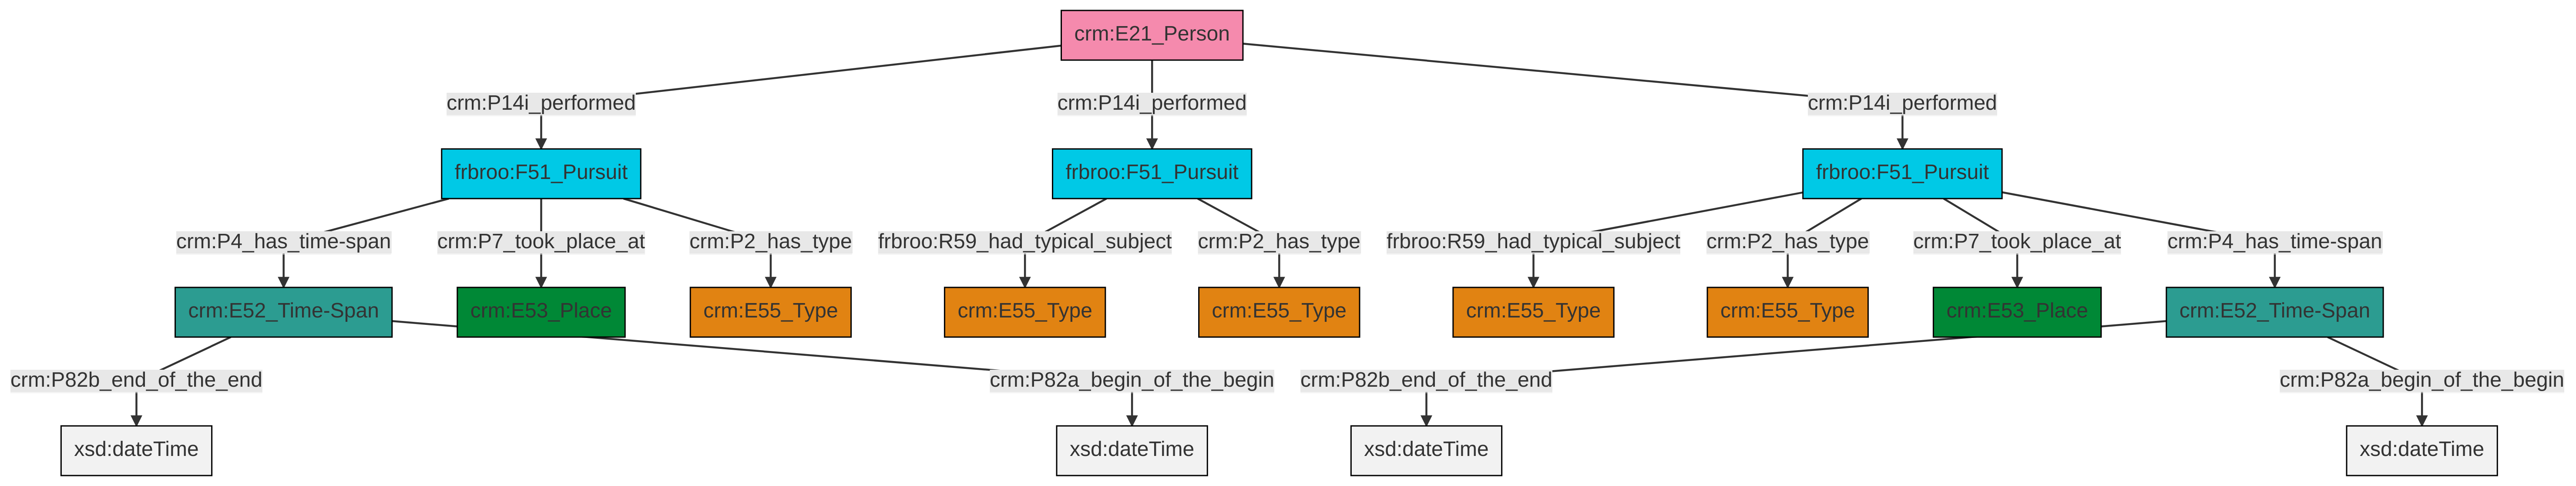 crm:E21_Person
crm:P14i_performed
crm:P14i_performed
crm:P14i_performed
frbroo:F51_Pursuit
frbroo:F51_Pursuit
frbroo:F51_Pursuit
crm:P4_has_time-span
crm:P7_took_place_at
crm:P2_has_type
frbroo:R59_had_typical_subject
crm:P2_has_type
frbroo:R59_had_typical_subject
crm:P2_has_type
crm:P7_took_place_at
crm:P4_has_time-span
crm:E52_Time-Span
crm:E53_Place
crm:E55_Type
crm:E55_Type
crm:E55_Type
crm:E55_Type
crm:E55_Type
crm:E53_Place
crm:E52_Time-Span
crm:P82b_end_of_the_end
crm:P82a_begin_of_the_begin
crm:P82b_end_of_the_end
crm:P82a_begin_of_the_begin
xsd:dateTime
xsd:dateTime
xsd:dateTime
xsd:dateTime